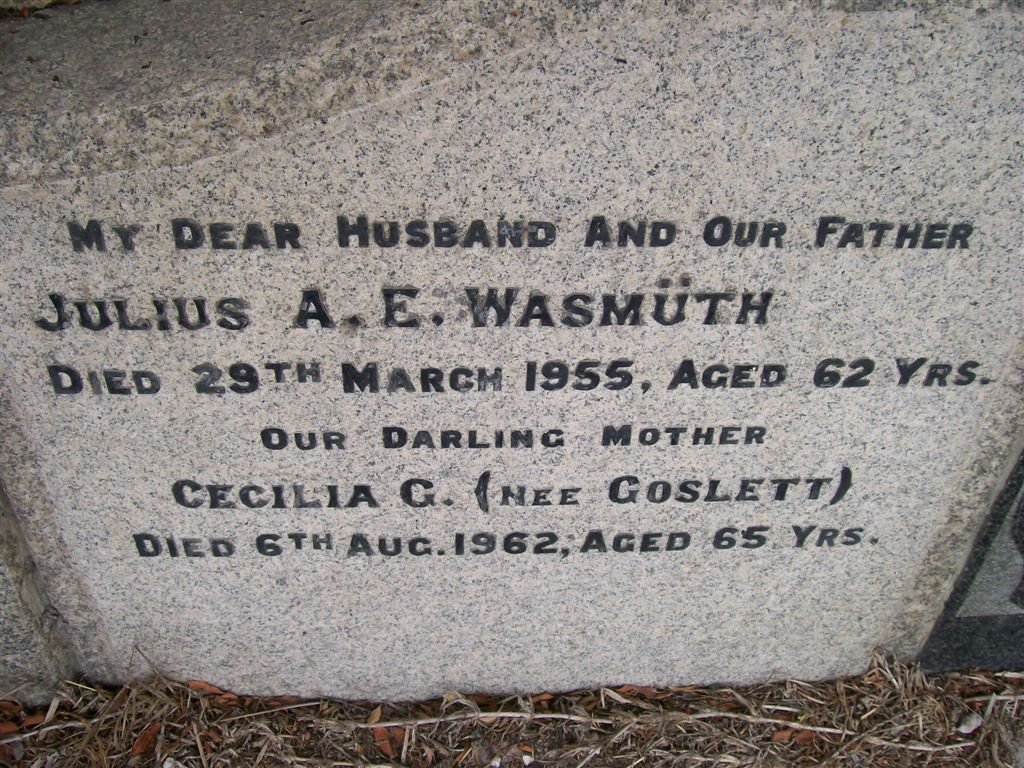 My Dear Husband And Our Father
Julius A. E. Wasmüth
Died 29th March 1955, Aged 62 Yrs.
Our Darling Mother
Cecilia G. (nee Goslett)
Died 6th Aug. 1962, Aged 65 Yrs.